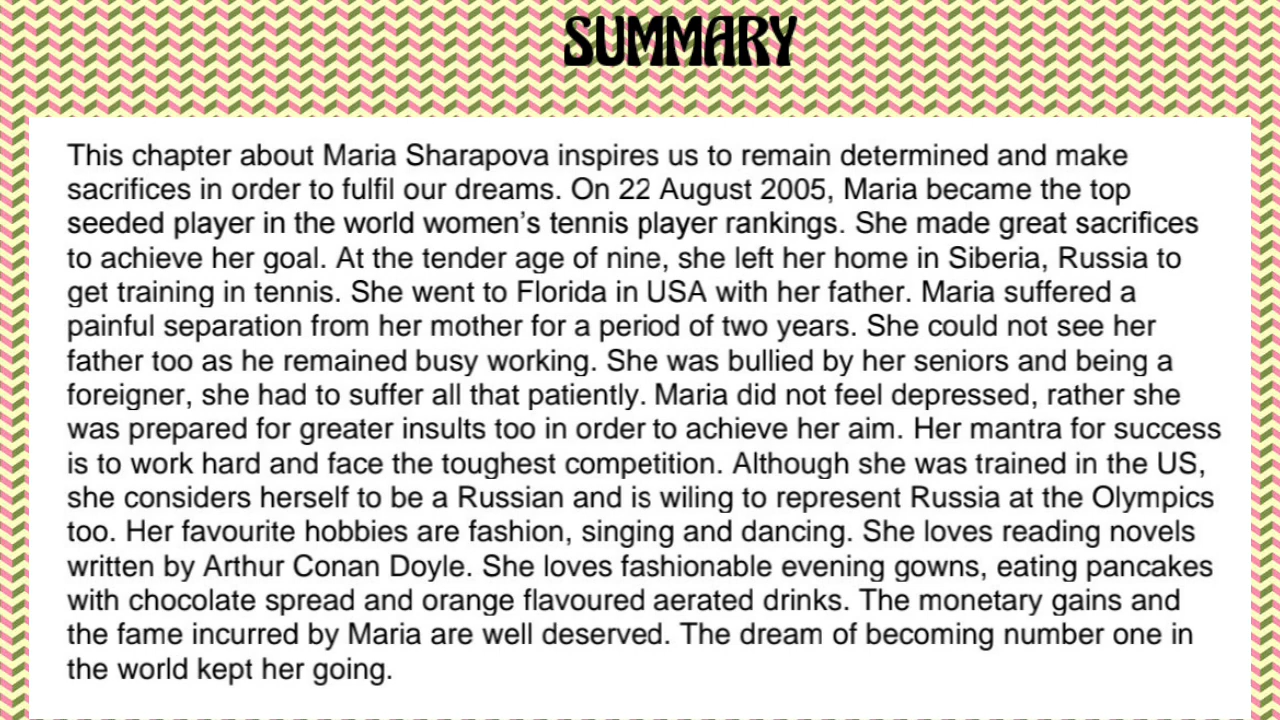 SUMMARY
This chapter about Maria Sharapova inspires us to remain determined and make
sacrifices in order to fulfil our dreams. On 22 August 2005, Maria became the top
seeded player in the world women's tennis player rankings. She made great sacrifices
to achieve her goal. At the tender age of nine, she left her home in Siberia, Russia to
get training in tennis. She went to Florida in USA with her father. Maria suffered a
painful separation from her mother for a period of two years. She could not see her
father too as he remained busy working. She was bullied by her seniors and being a
foreigner, she had to suffer all that patiently. Maria did not feel depressed, rather she
was prepared for greater insults too in order to achieve her aim. Her mantra for success
is to work hard and face the toughest competition. Although she was trained in the US,
she considers herself to be a Russian and is wiling to represent Russia at the Olympics
too. Her favourite hobbies are fashion, singing and dancing. She loves reading novels
written by Arthur Conan Doyle. She loves fashionable evening gowns, eating pancakes
with chocolate spread and orange flavoured aerated drinks. The monetary gains and
the fame incurred by Maria are well deserved. The dream of becoming number one in
the world kept her going.